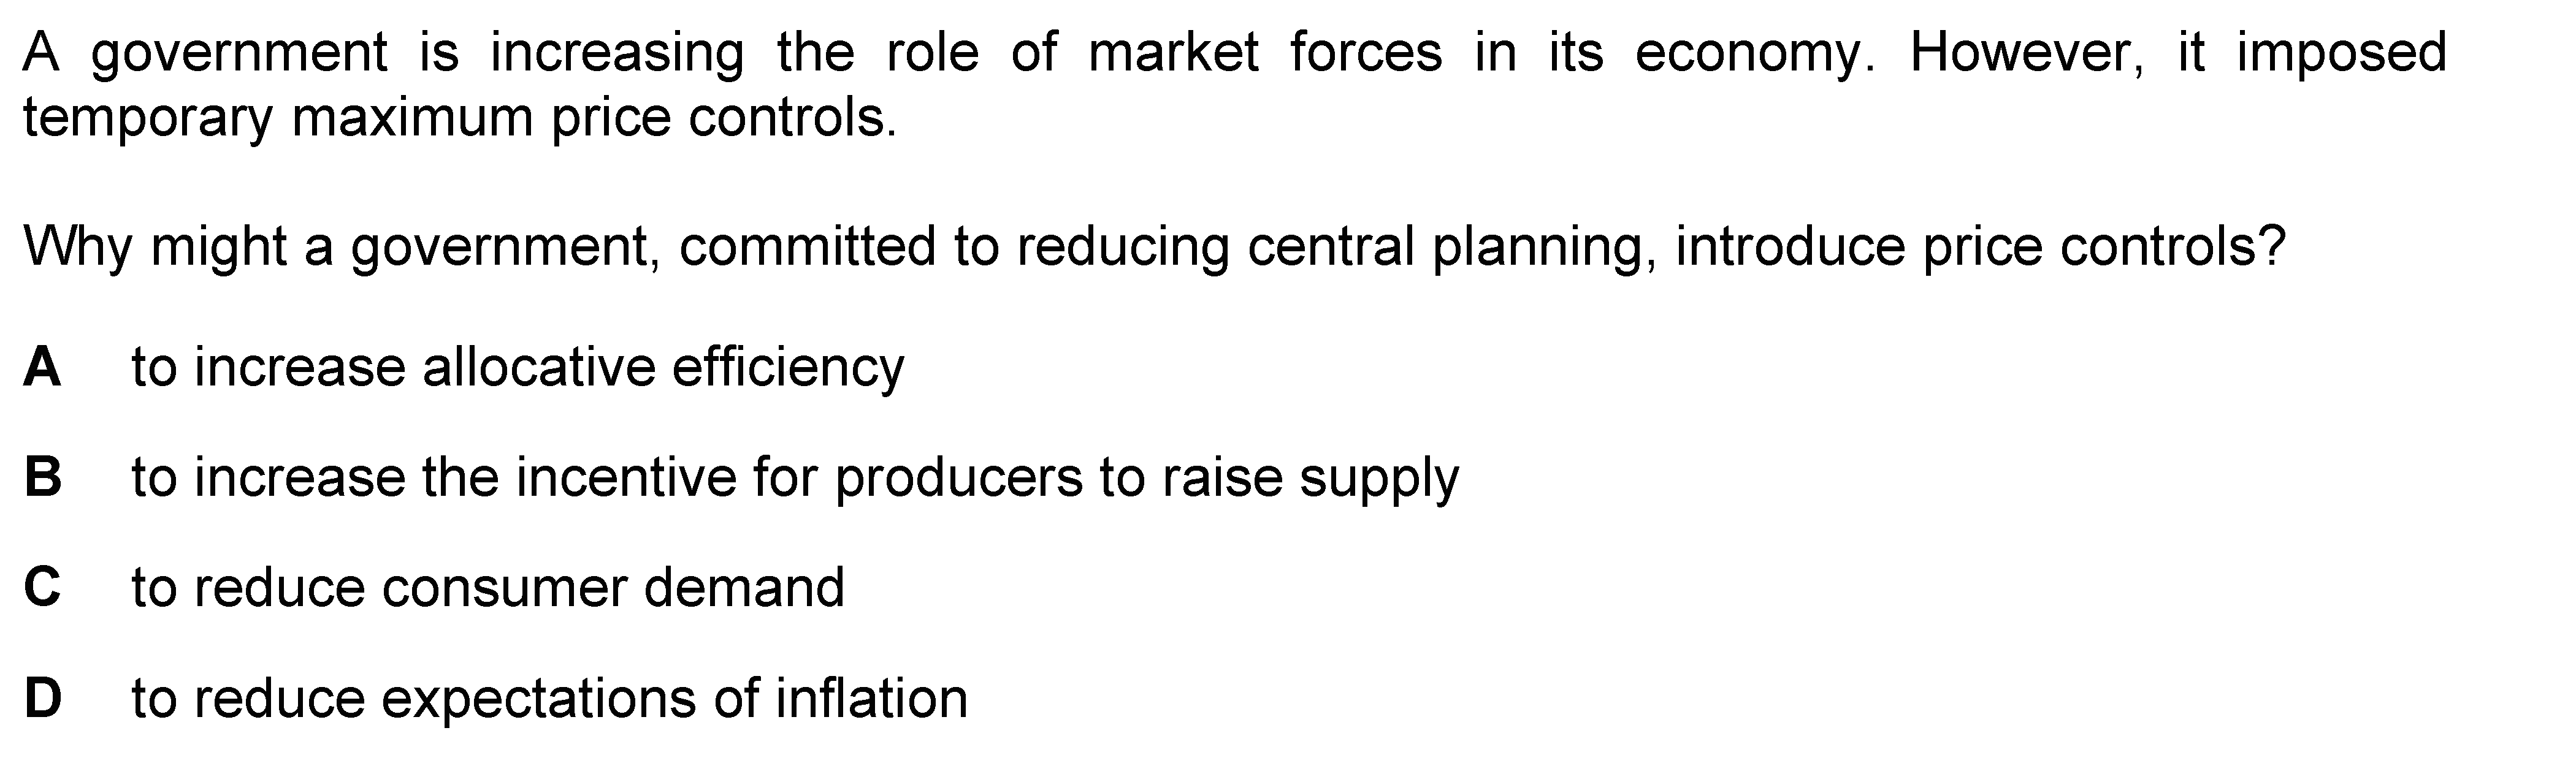 A government is increasing the role of market forces in its economy. However, it imposed
temporary maximum price controls.
Why might a government, committed to reducing central planning, introduce price controls?
A to increase allocative efficiency
B to increase the incentive for producers to raise supply
C to reduce consumer demand
D to reduce expectations of inflation